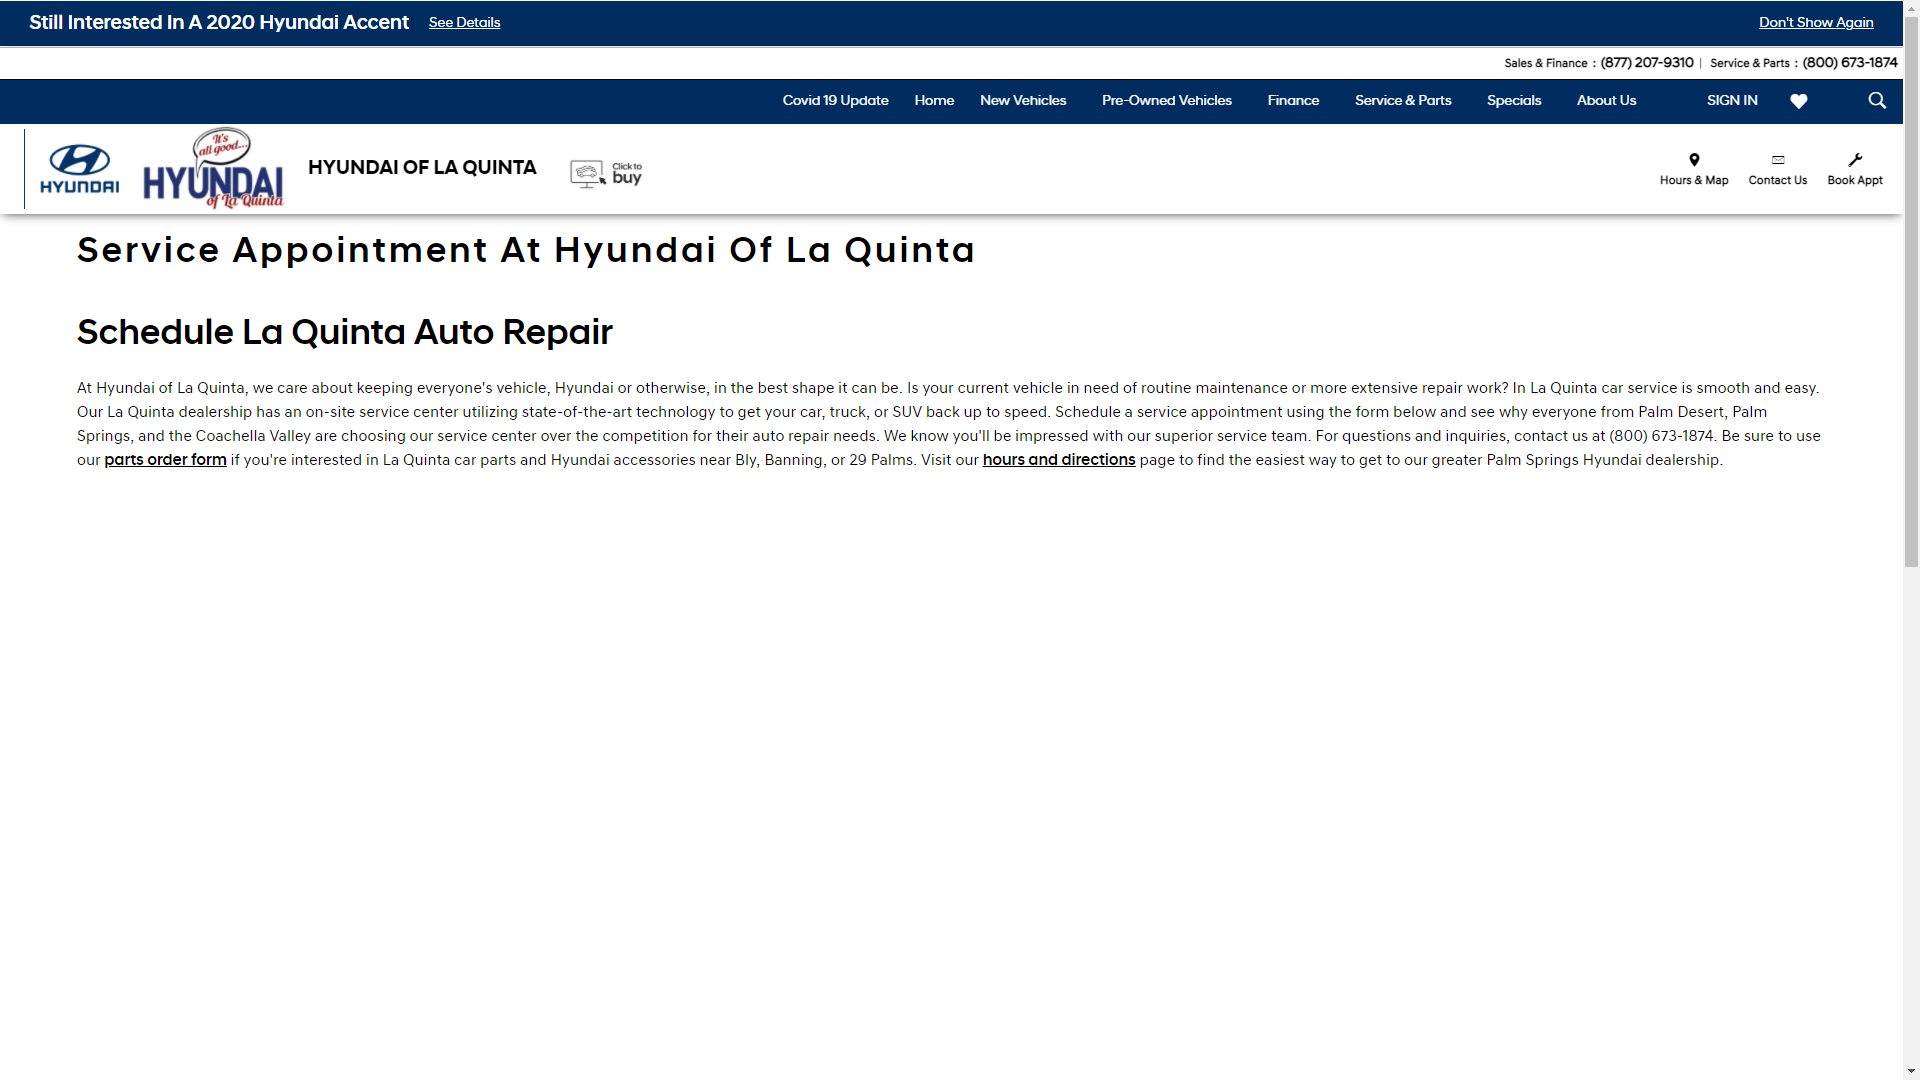 Still Interested In A 2020 Hyundai Accent See Details Don't Show Again
Sales & Finance : (877) 207-9310 | Service & Parts : (800) 673-1874
Covid 19 Update Home New Vehicles Pre-Owned Vehicles Finance Service & Parts Specials About Us SIGN IN
HYUNDAI
It's all good...
HYUNDAI
of La Quinta
HYUNDAI OF LA QUINTA
Click to
buy
Hours & Map Contact Us Book Appt
Service Appointment At Hyundai Of La Quinta
Schedule La Quinta Auto Repair
At Hyundai of La Quinta, we care about keeping everyone's vehicle, Hyundai or otherwise, in the best shape it can be. Is your current vehicle in need of routine maintenance or more extensive repair work? In La Quinta car service is smooth and easy.
Our La Quinta dealership has an on-site service center utilizing state-of-the-art technology to get your car, truck, or SUV back up to speed. Schedule a service appointment using the form below and see why everyone from Palm Desert, Palm
Springs, and the Coachella Valley are choosing our service center over the competition for their auto repair needs. We know you'll be impressed with our superior service team. For questions and inquiries, contact us at (800) 673-1874. Be sure to use
our parts order form if you're interested in La Quinta car parts and Hyundai accessories near Bly, Banning, or 29 Palms. Visit our hours and directions page to find the easiest way to get to our greater Palm Springs Hyundai dealership.